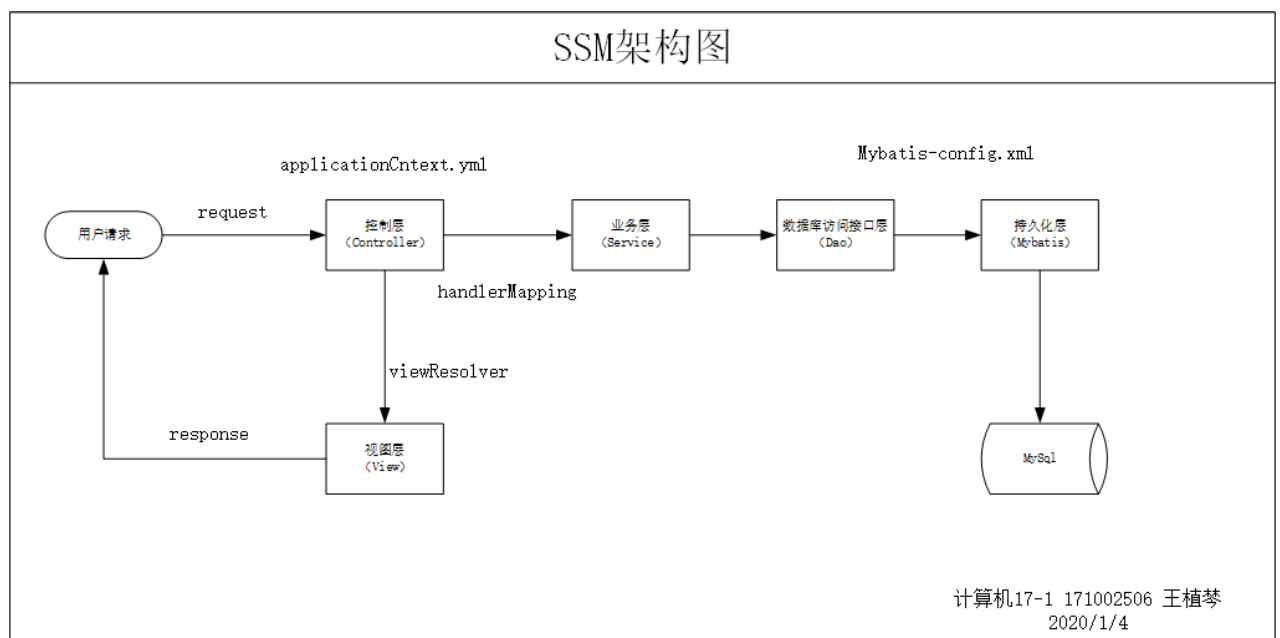 SSM架构图
applicationCntext.yml
Mybatis-config.xml
用户请求
request
控制层
（Controller）
业务层
（Service）
数据库访问接口层
（Dao）
持久化层
（Mybatis）
handlerMapping
viewResolver
response
视图层
（View）
MySql
计算机17-1 171002506 王植棽
2020/1/4